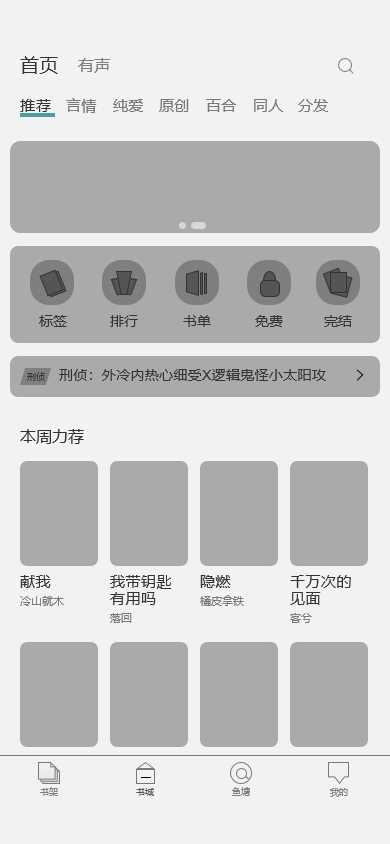 首页 有声
推荐 言情 纯爱 原创 百合 同人 分发
标签 排行 书单 免费 完结
刑侦 刑侦：外冷内热心细受X逻辑鬼怪小太阳攻
本周力荐
献我 我带钥匙 隐燃 千万次的
冷山就木 有用吗 橘皮拿铁 见面
落回 客兮
书架 书城 鱼塘 我的